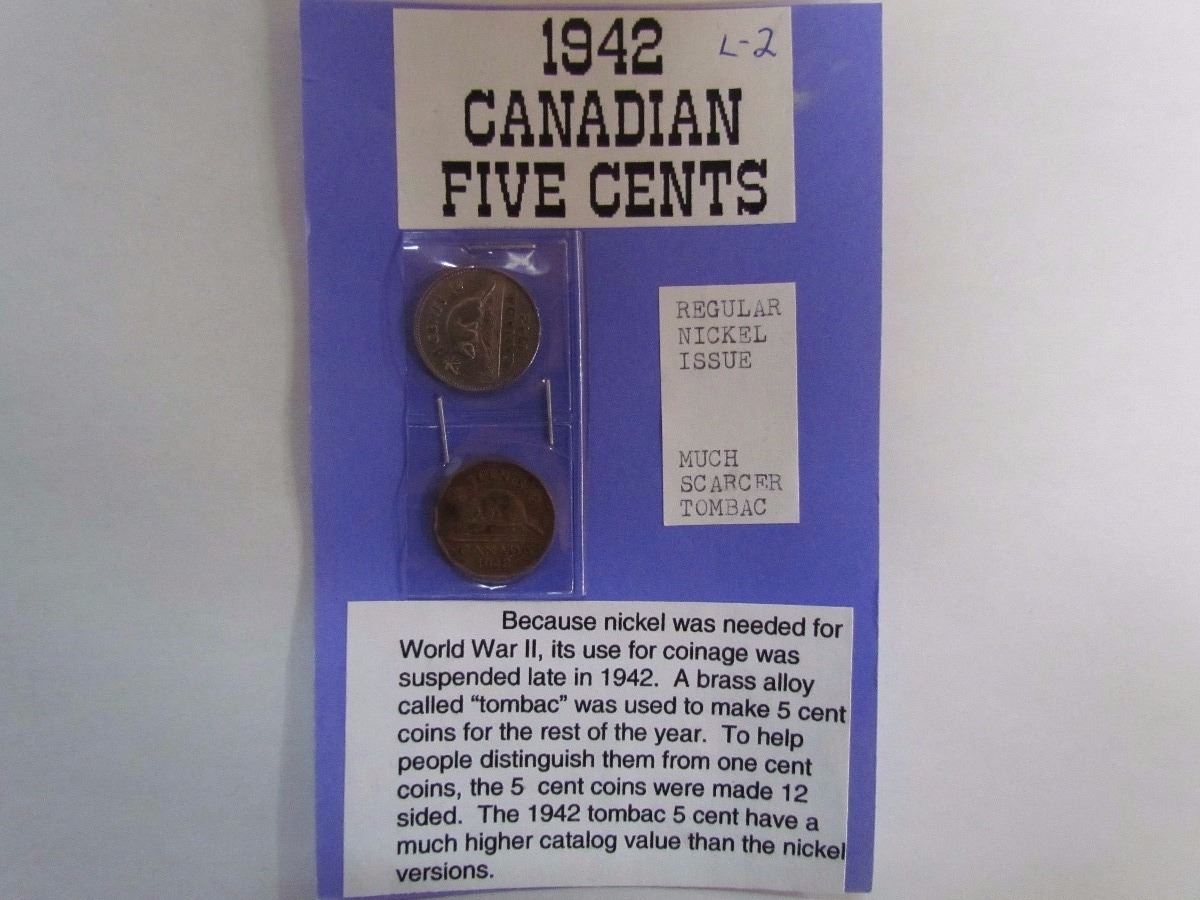 1942
L-2
CANADIAN
FIVE CENTS
REGULAR
NICKEL
ISSUE
MUCH
SCARCER
TOMBAC
CANADA
1942
Because nickel was needed for
World War II, its use for coinage was
suspended late in 1942. A brass alloy
called “tombac” was used to make 5 cent
coins for the rest of the year. To help
people distinguish them from one cent
coins, the 5 cent coins were made 12
sided. The 1942 tombac 5 cent have a
much higher catalog value than the nickel
versions.